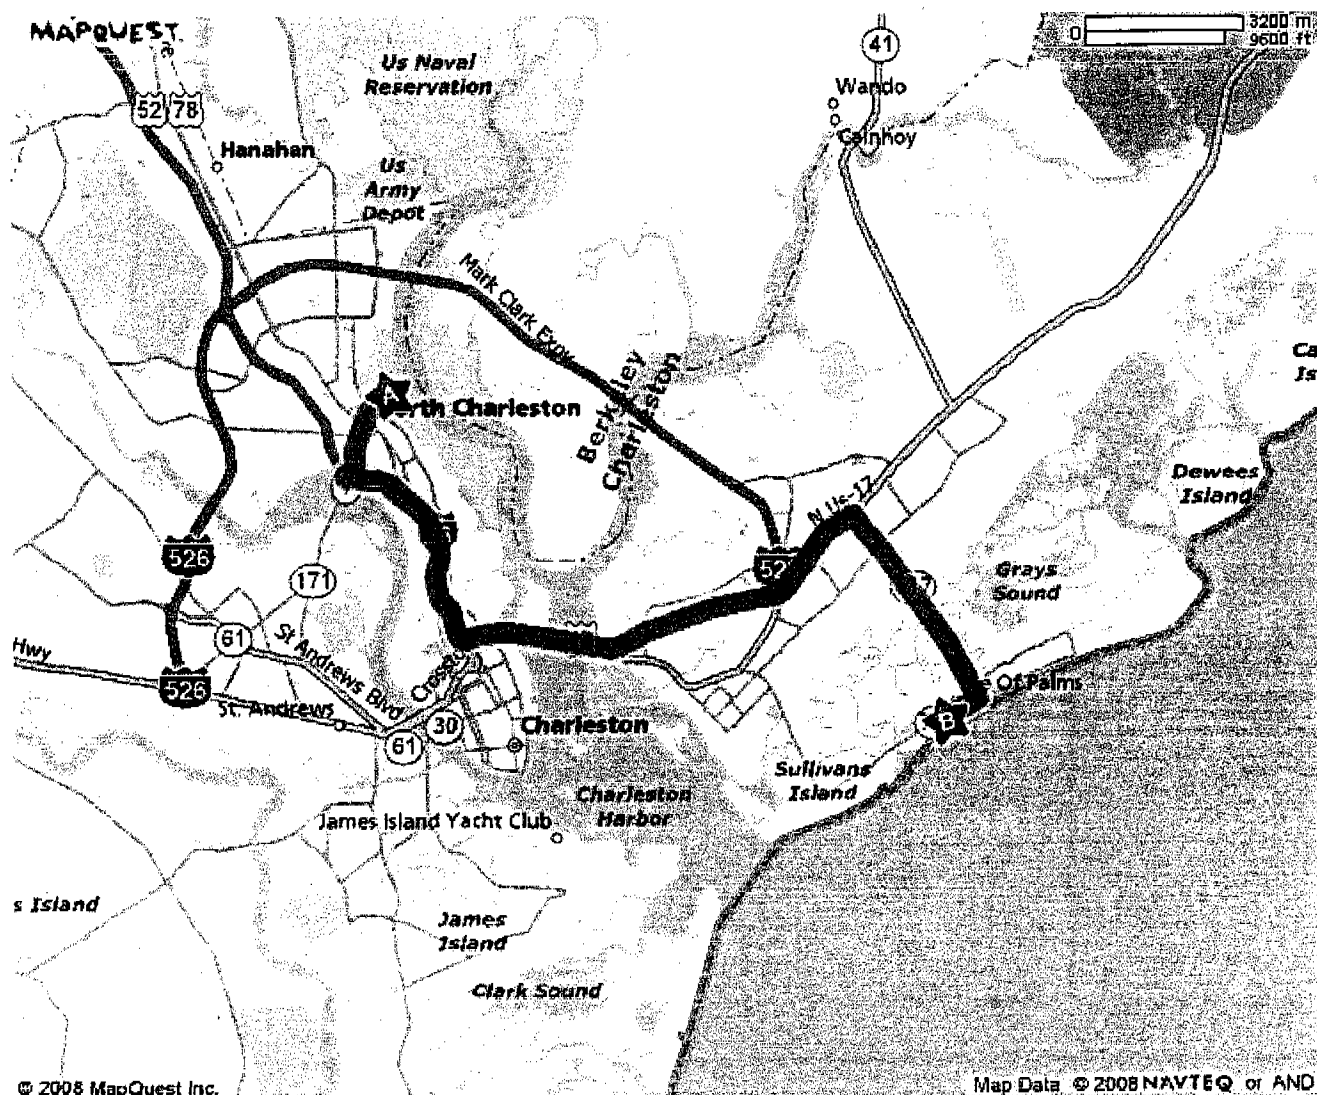 MAPQUEST.
3200 m
0
9600 ft
41
Us Naval
Reservation
Wando
52 78
Cainhoy
Hanahan
Us
Army
Depot
Mark Clark Expy
Ca
Is
Berkeley
Charleston
North Charleston
Dewees
Island
N Us-17
526
52
171
Grays
Sound
61
St Andrews Blvd
Hwy
Crosstown
526
Of Palms
St. Andrews
30
Charleston
B
61
Sullivans
Island
Charleston
Harbor
James Island Yacht Club
s Island
James
Island
Clark Sound
© 2008 MapQuest Inc.
Map Data © 2008 NAVTEQ or AND